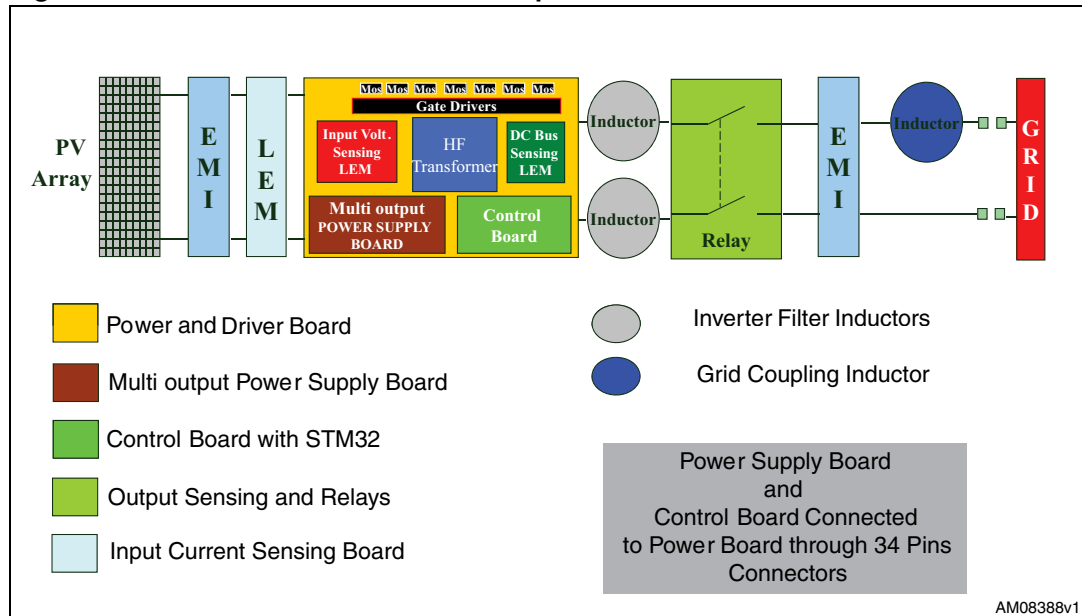 PV
Array
E
M
I
L
E
M
Mos Mos Mos Mos Mos Mos Mos
Gate Drivers
Input Volt.
Sensing
LEM
HF
Transformer
DC Bus
Sensing
LEM
Multi output
POWER SUPPLY
BOARD
Control
Board
Inductor
Inductor
Relay
E
M
I
Inductor
G
R
I
D
Power and Driver Board
Multi output Power Supply Board
Control Board with STM32
Output Sensing and Relays
Input Current Sensing Board
Inverter Filter Inductors
Grid Coupling Inductor
Power Supply Board
and
Control Board Connected
to Power Board through 34 Pins
Connectors
AM08388v1